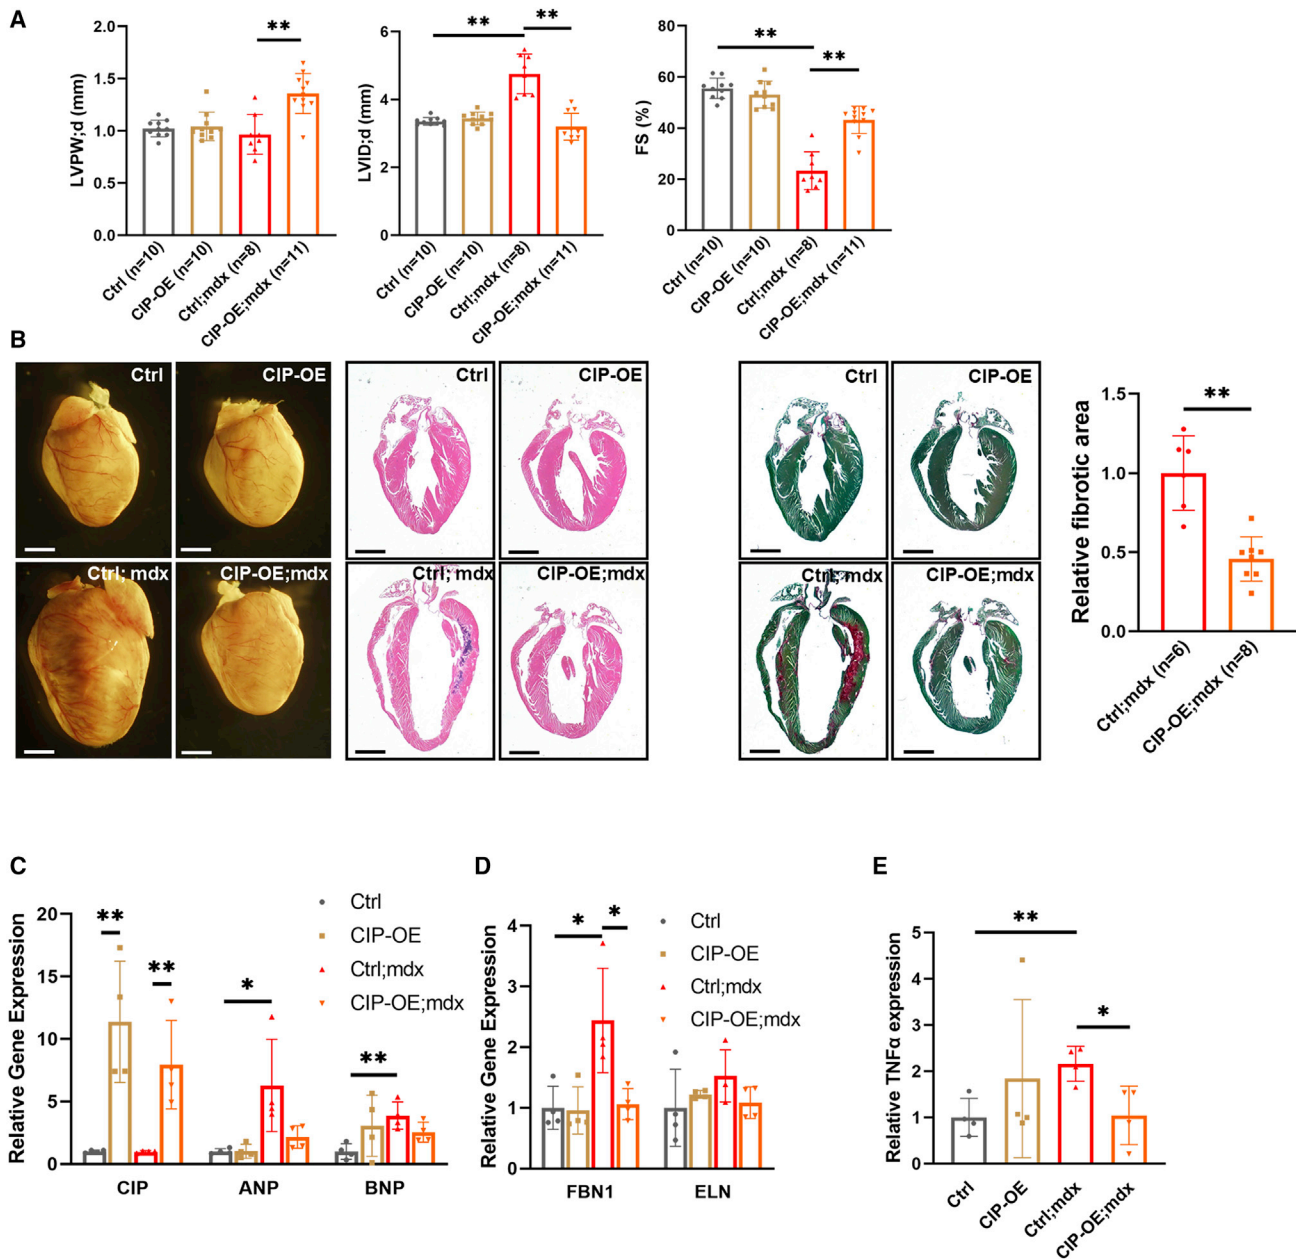 A
LVPW;d (mm)
2.0
1.5
1.0
0.5
0.0
**
Ctrl (n=10)
CIP-OE (n=10)
Ctrl;mdx (n=8)
CIP-OE;mdx (n=11)
LVID;d (mm)
6
4
2
0
**
**
Ctrl (n=10)
CIP-OE (n=10)
Ctrl;mdx (n=8)
CIP-OE;mdx (n=11)
FS (%)
80
60
40
20
0
**
**
Ctrl (n=10)
CIP-OE (n=10)
Ctrl;mdx (n=8)
CIP-OE;mdx (n=11)
B
Ctrl
CIP-OE
Ctrl; mdx
CIP-OE;mdx
Ctrl
CIP-OE
Ctrl; mdx
CIP-OE;mdx
Ctrl
CIP-OE
Ctrl; mdx
CIP-OE;mdx
Relative fibrotic area
1.5
1.0
0.5
0.0
**
Ctrl;mdx (n=6)
CIP-OE;mdx (n=8)
C
Relative Gene Expression
20
15
10
5
0
**
**
*
**
CIP
ANP
BNP
Ctrl
CIP-OE
Ctrl;mdx
CIP-OE;mdx
D
Relative Gene Expression
4
3
2
1
0
*
*
FBN1
ELN
Ctrl
CIP-OE
Ctrl;mdx
CIP-OE;mdx
E
Relative TNFα expression
5
4
3
2
1
0
**
*
Ctrl
CIP-OE
Ctrl;mdx
CIP-OE;mdx